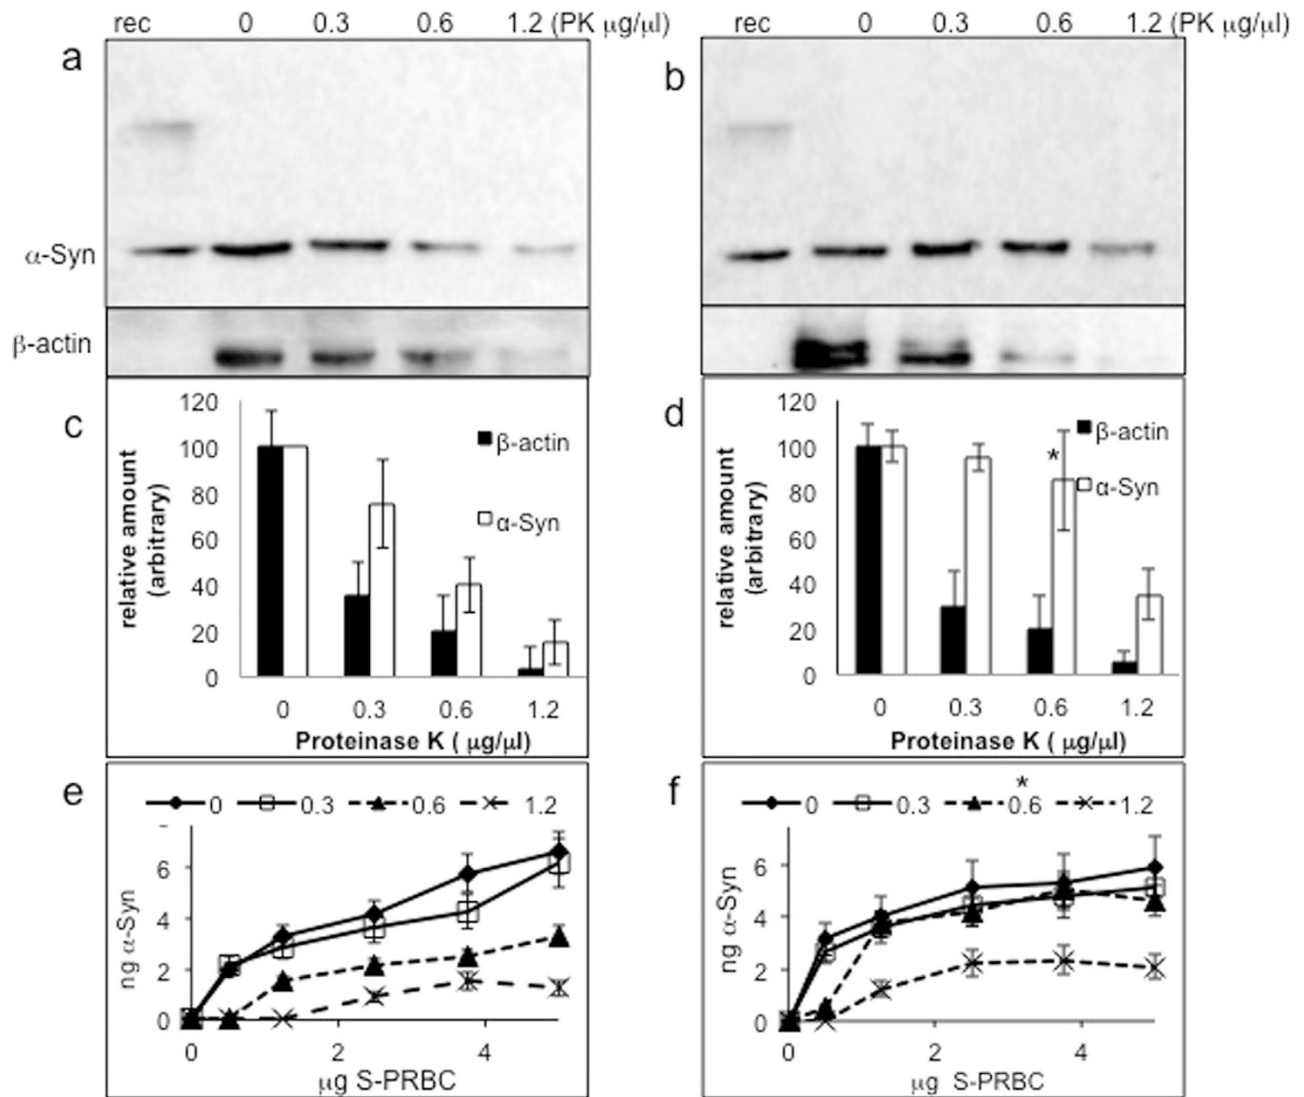 rec 0 0.3 0.6 1.2 (PK μg/μl)
rec 0 0.3 0.6 1.2 (PK μg/μl)
a
b
α-Syn
β-actin
c
120
100
80
60
40
20
0
relative amount
(arbitrary)
β-actin
α-Syn
0 0.3 0.6 1.2
Proteinase K ( μg/μl)
d
120
100
80
60
40
20
0
relative amount
(arbitrary)
*
β-actin
α-Syn
0 0.3 0.6 1.2
Proteinase K ( μg/μl)
e
0 0.3 0.6 1.2
6
4
2
0
ng α-Syn
0 2 4
μg S-PRBC
f
*
0 0.3 0.6 1.2
6
4
2
0
ng α-Syn
0 2 4
μg S-PRBC